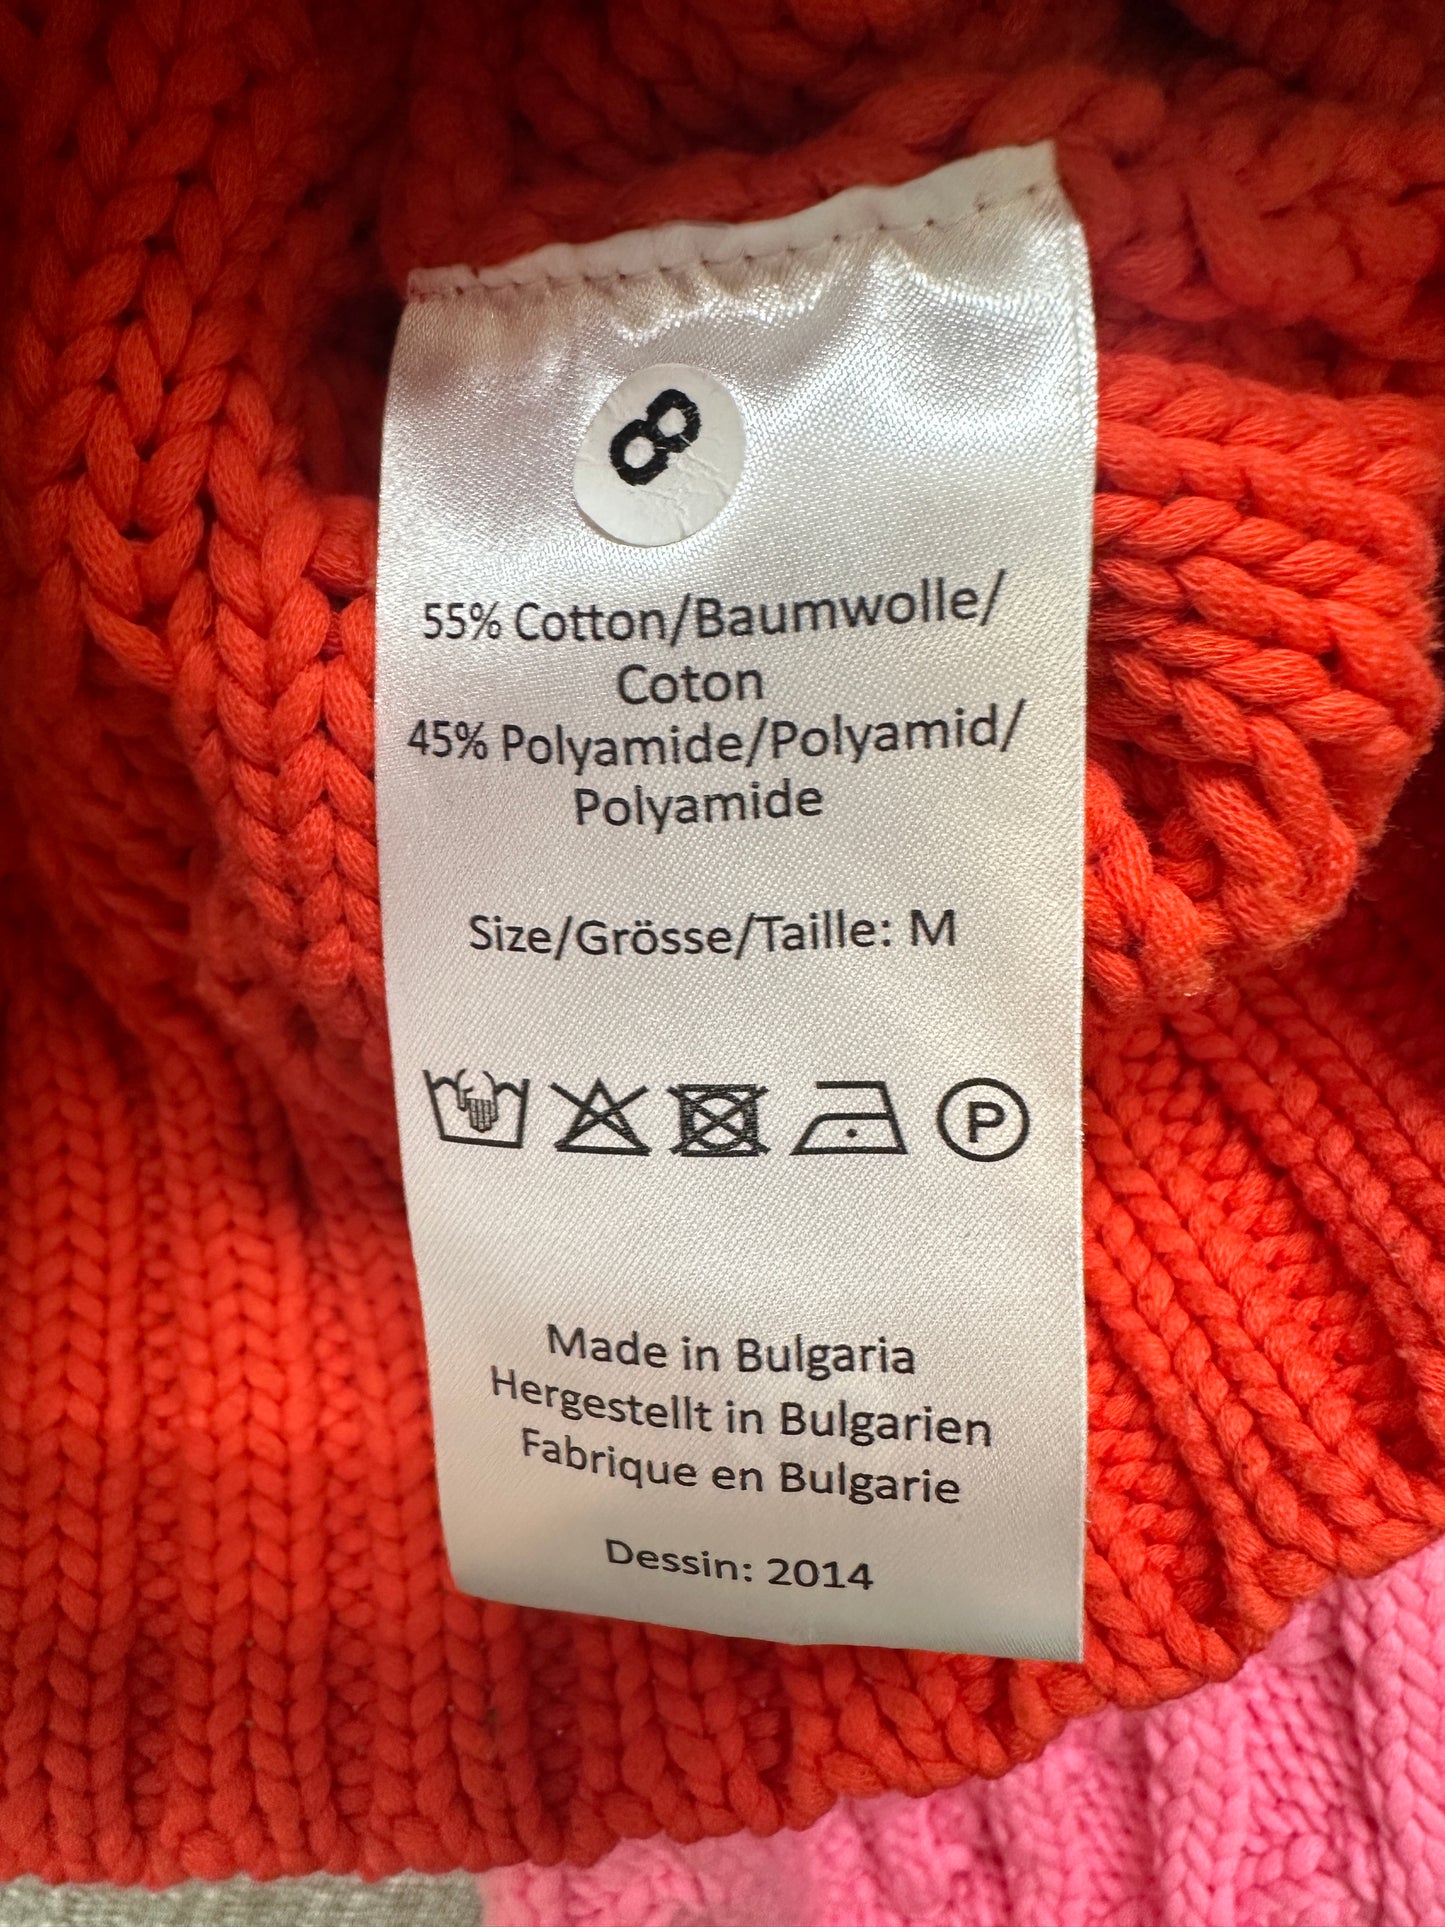 8
55% Cotton/Baumwolle/
Coton
45% Polyamide/Polyamid/
Polyamide
Size/Grösse/Taille: M
P
Made in Bulgaria
Hergestellt in Bulgarien
Fabrique en Bulgarie
Dessin: 2014